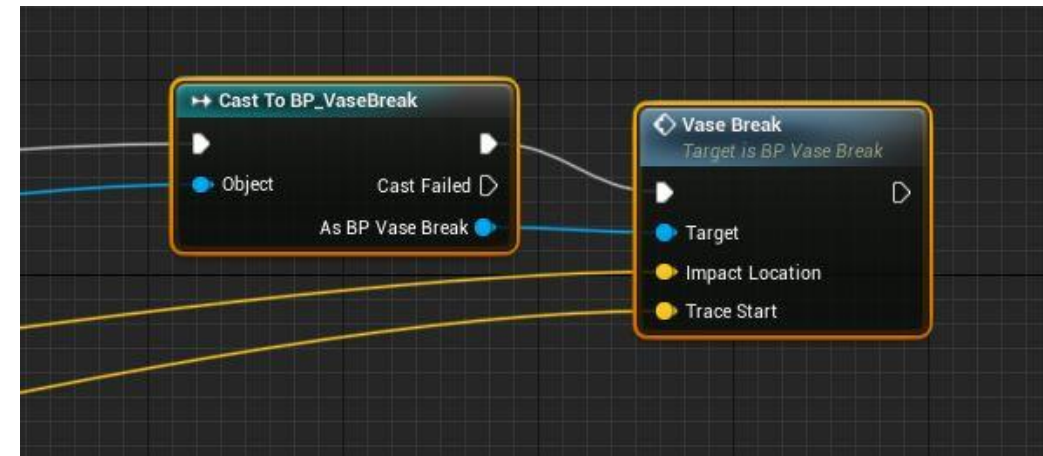 Cast To BP_VaseBreak
Object
Cast Failed
As BP Vase Break
Vase Break
Target is BP Vase Break
Target
Impact Location
Trace Start